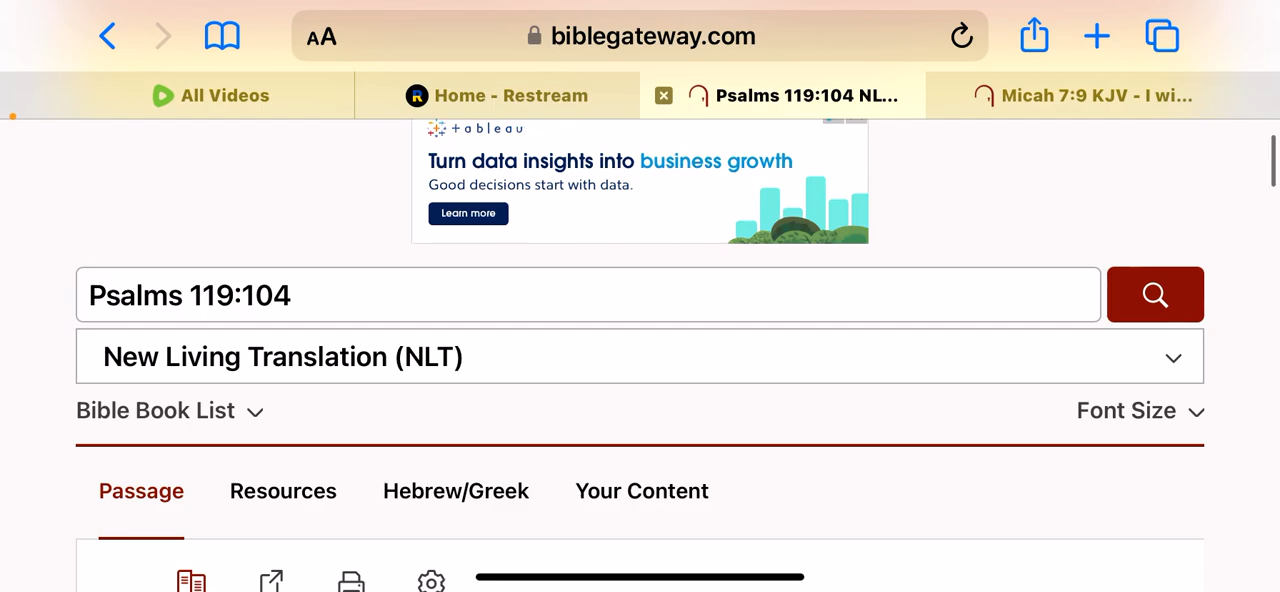 AA biblegateway.com
All Videos
R Home - Restream
Psalms 119:104 NL...
Micah 7:9 KJV - I wi...
+ableau
Turn data insights into business growth
Good decisions start with data.
Learn more
Psalms 119:104
New Living Translation (NLT)
Bible Book List Font Size
Passage Resources Hebrew/Greek Your Content